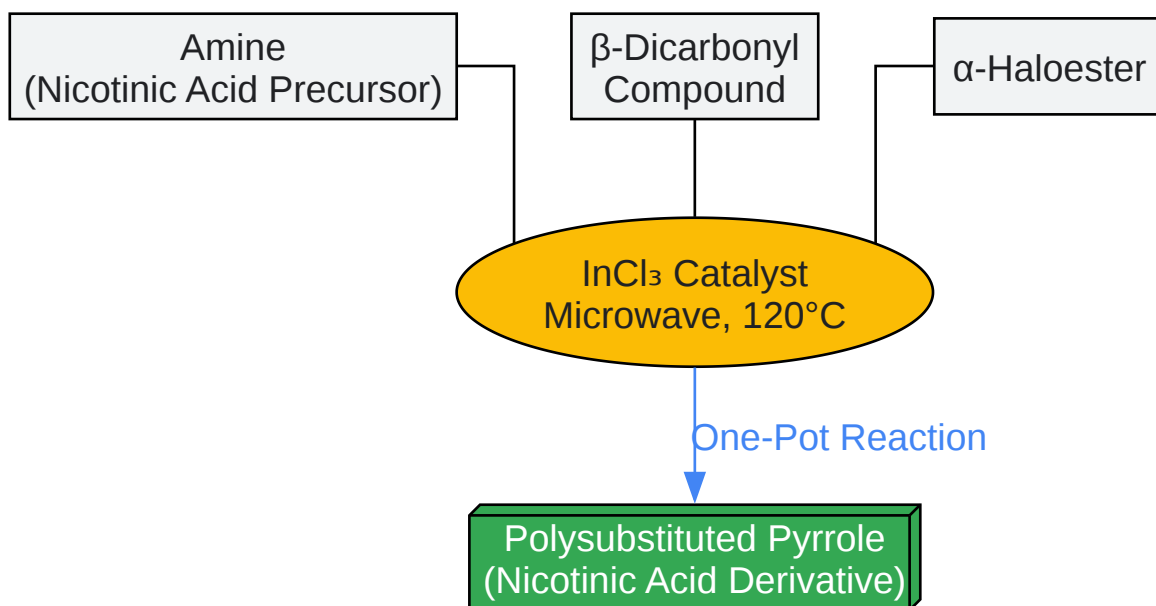 Amine
(Nicotinic Acid Precursor)
β-Dicarbonyl
Compound
α-Haloester
InCl₃ Catalyst
Microwave, 120°C
One-Pot Reaction
Polysubstituted Pyrrole
(Nicotinic Acid Derivative)